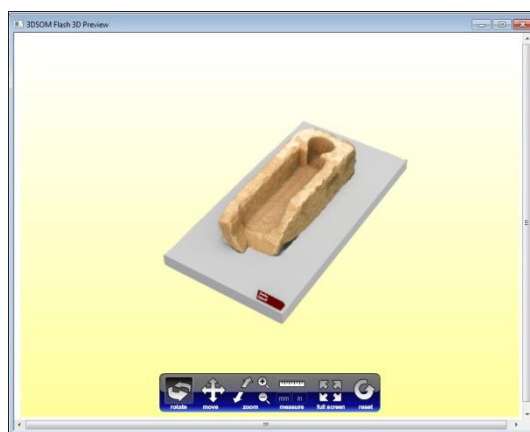 3DSOM Flash 3D Preview
rotate
move
zoom
mm in
measure
full screen
reset